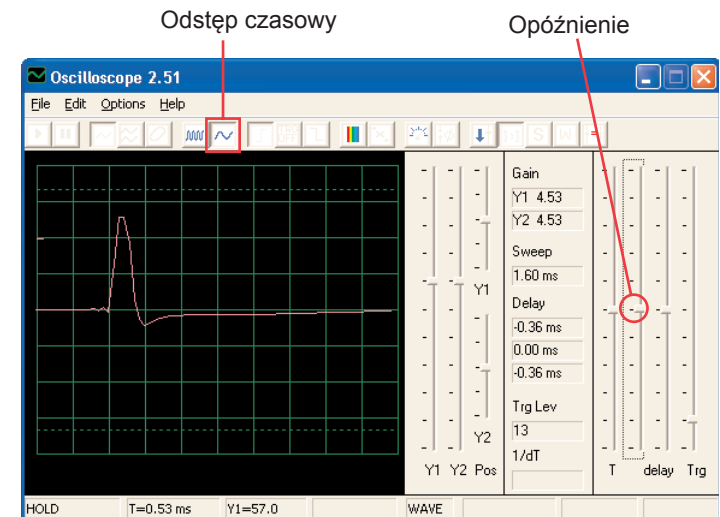 Odstęp czasowy
Opóźnienie
Oscilloscope 2.51
File Edit Options Help
Gain
Y1 4.53
Y2 4.53
Sweep
1.60 ms
Y1
Delay
-0.36 ms
0.00 ms
-0.36 ms
Trg Lev
13
Y2
1/dT
Y1 Y2 Pos
T delay Trg
HOLD T=0.53 ms Y1=57.0 WAVE